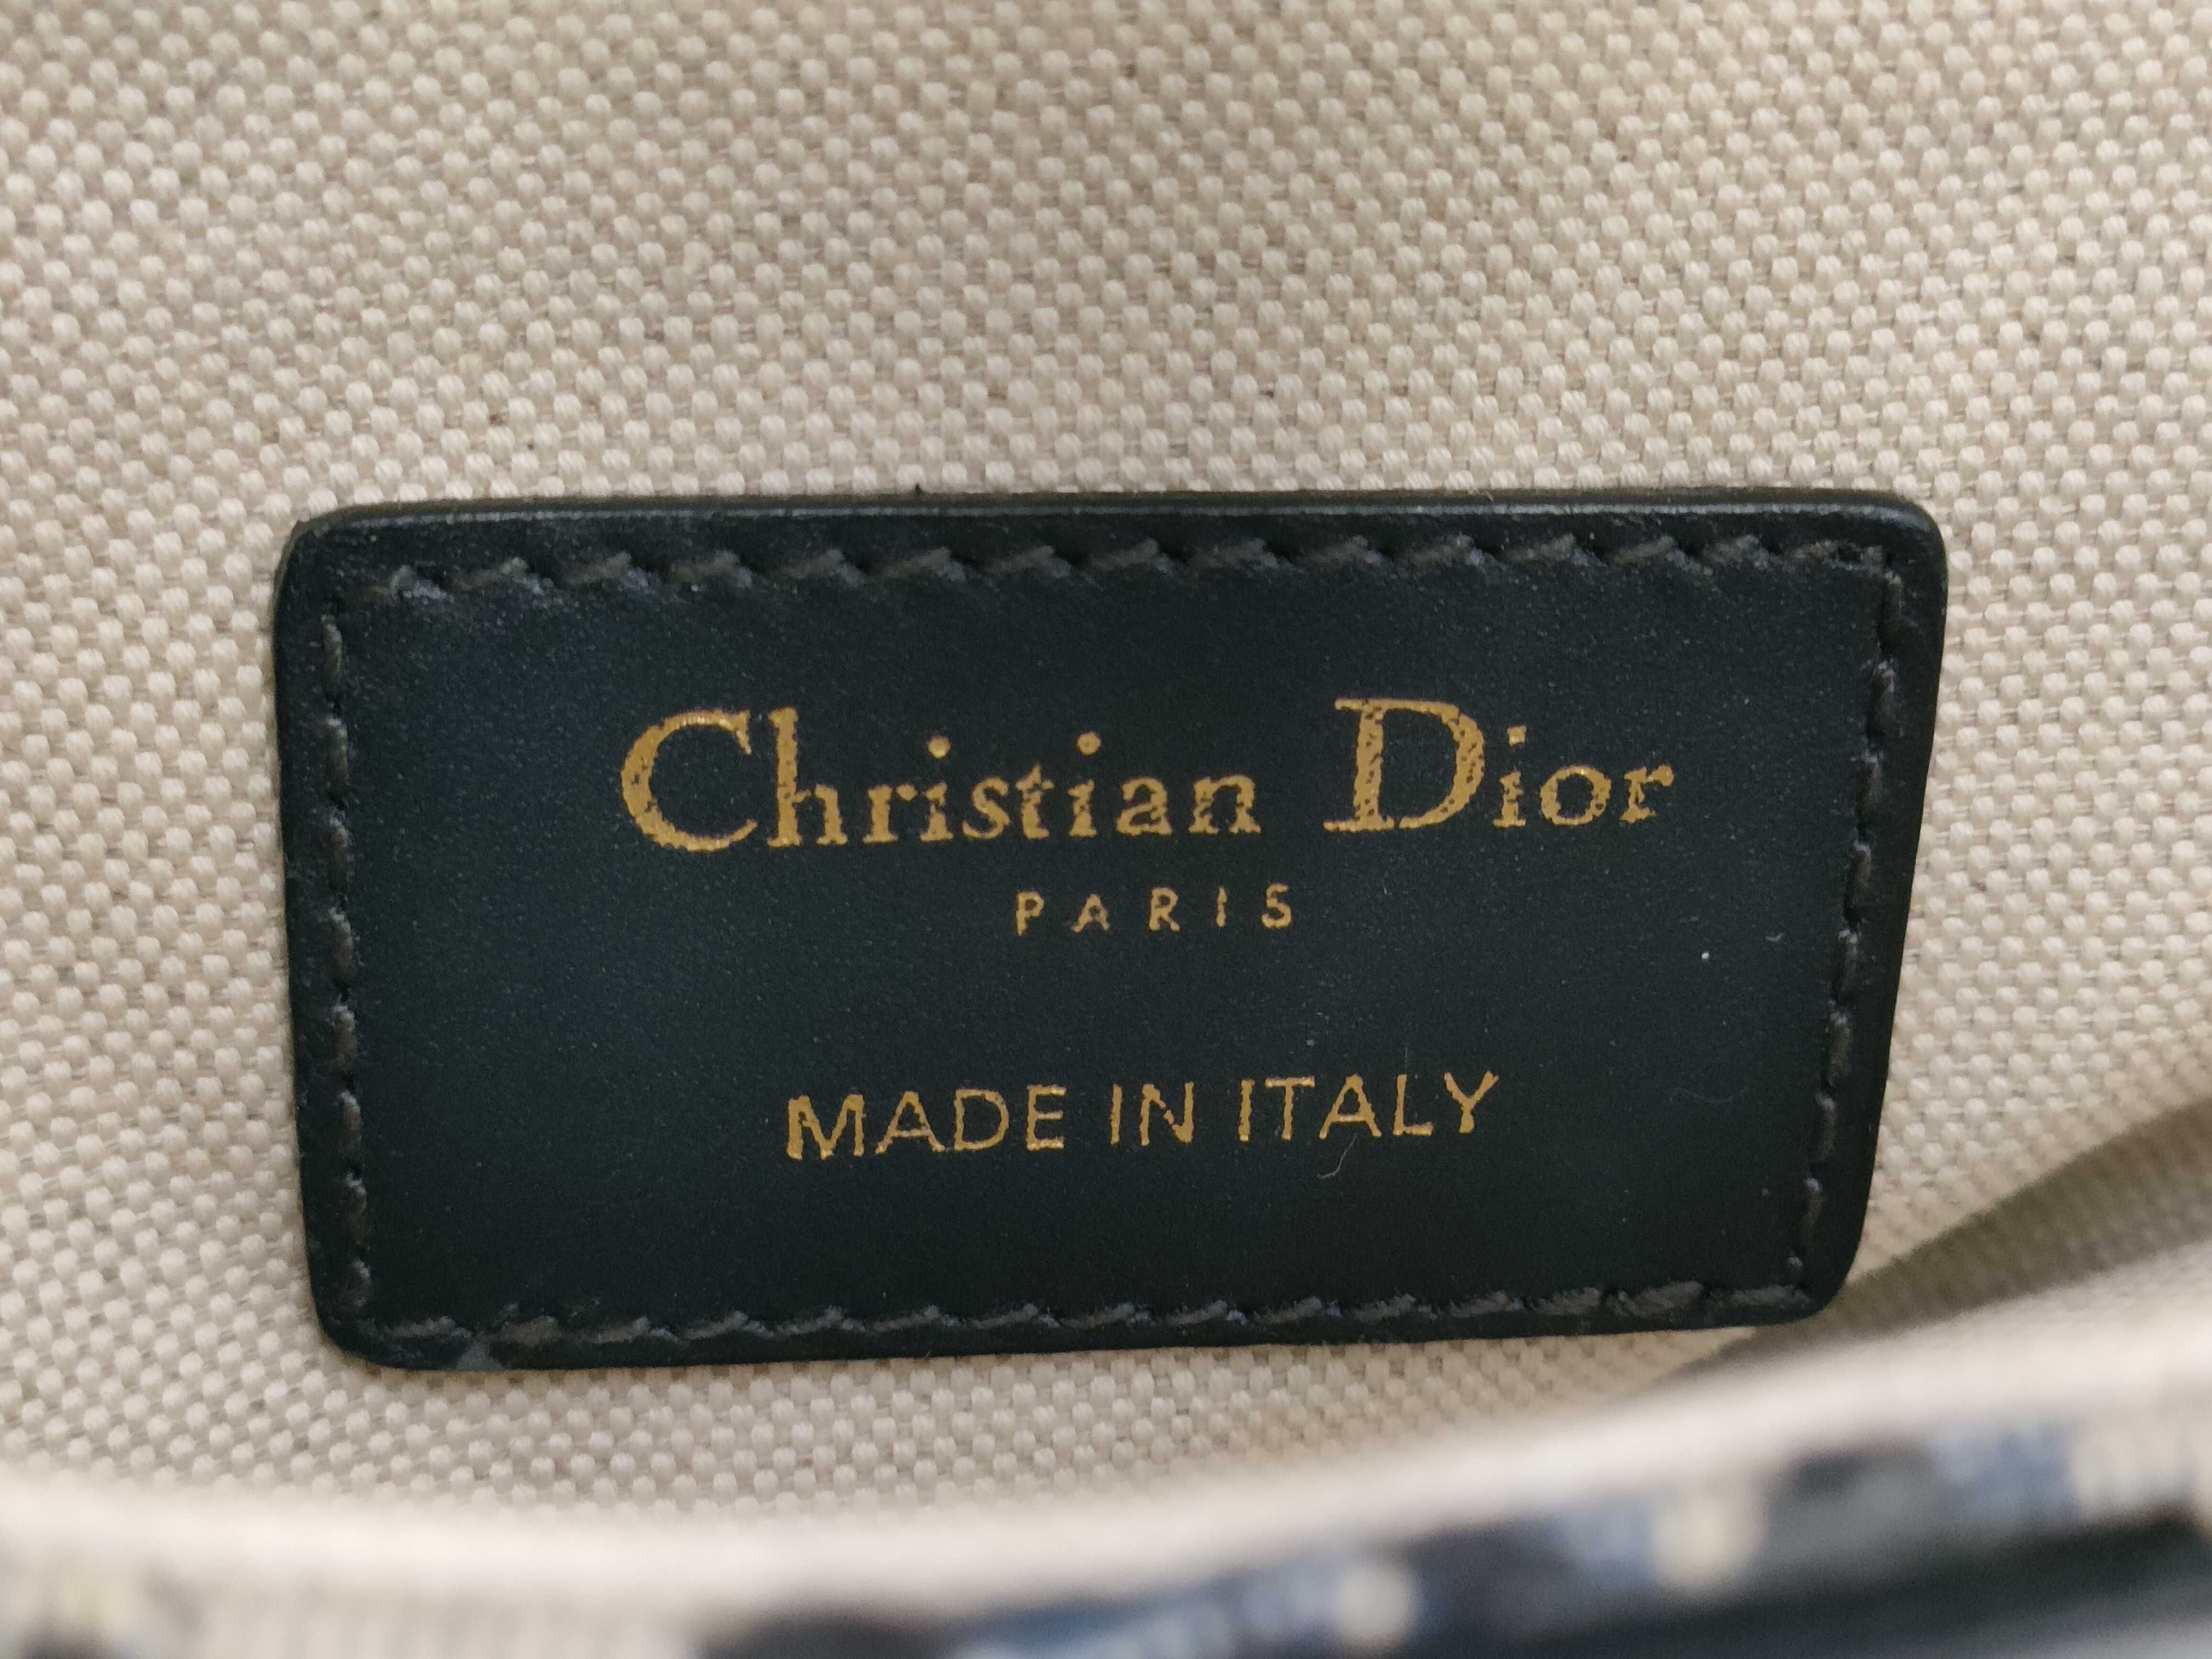 Christian Dior
PARIS
MADE IN ITALY